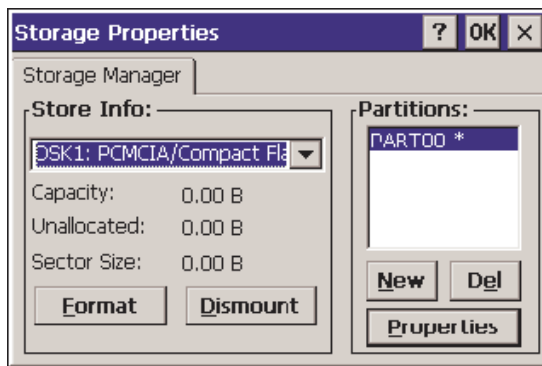 Storage Properties ? OK ×
Storage Manager
Store Info:
DSK1: PCMCIA/Compact Fla
Capacity: 0.00 B
Unallocated: 0.00 B
Sector Size: 0.00 B
Format Dismount
Partitions:
PART00 *
New Del
Properties